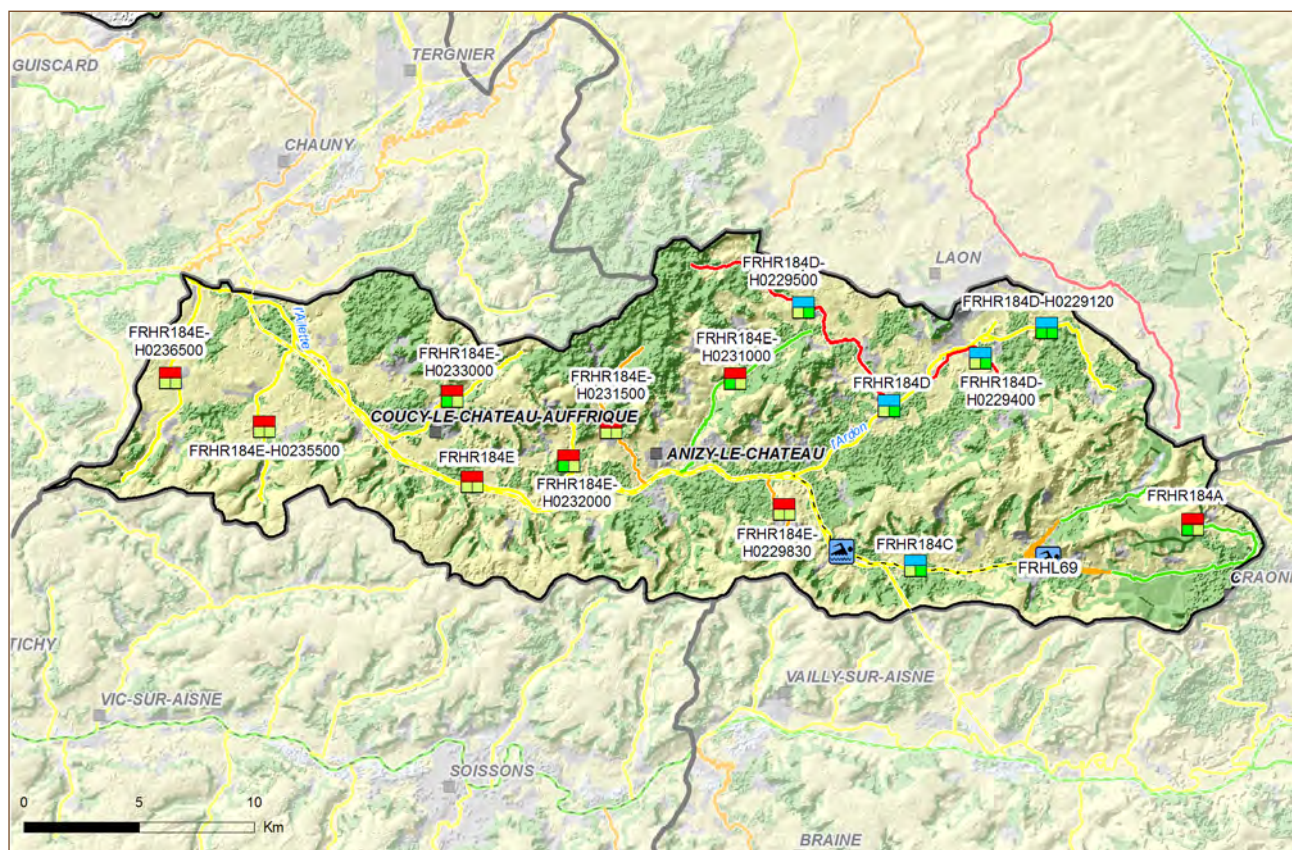 TERGNIER
GUISCARD
CHAUNY
LAON
FRHR184D-
H0229500
FRHR184D-H0229120
l'Ailette
FRHR184E-
H0236500
FRHR184E-
H0233000
FRHR184E-
H0231000
FRHR184E-
H0231500
FRHR184D
FRHR184D-
H0229400
COUCY-LE-CHATEAU-AUFFRIQUE
l'Ardon
FRHR184E-H0235500
ANIZY-LE-CHATEAU
FRHR184E
FRHR184E-
H0232000
FRHR184A
FRHR184E-
H0229830
FRHR184C
FRHL69
CRAONN
TICHY
VAILLY-SUR-AISNE
VIC-SUR-AISNE
SOISSONS
0 5 10
Km
BRAINE